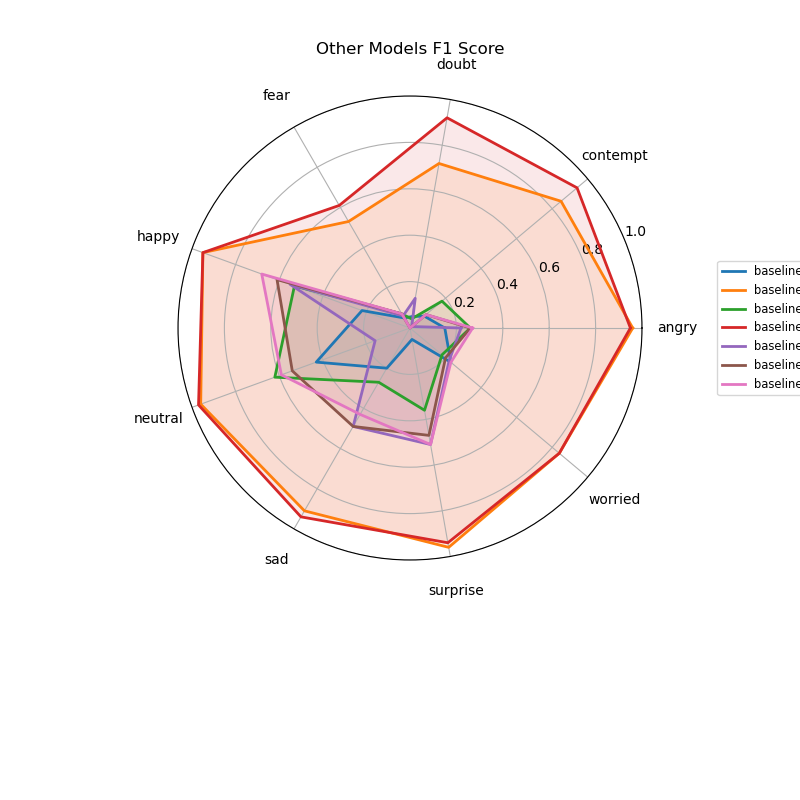 Other Models F1 Score
doubt
fear
contempt
happy
1.0
0.8
0.6
0.4
0.2
angry
neutral
worried
sad
surprise
baseline
baseline
baseline
baseline
baseline
baseline
baseline